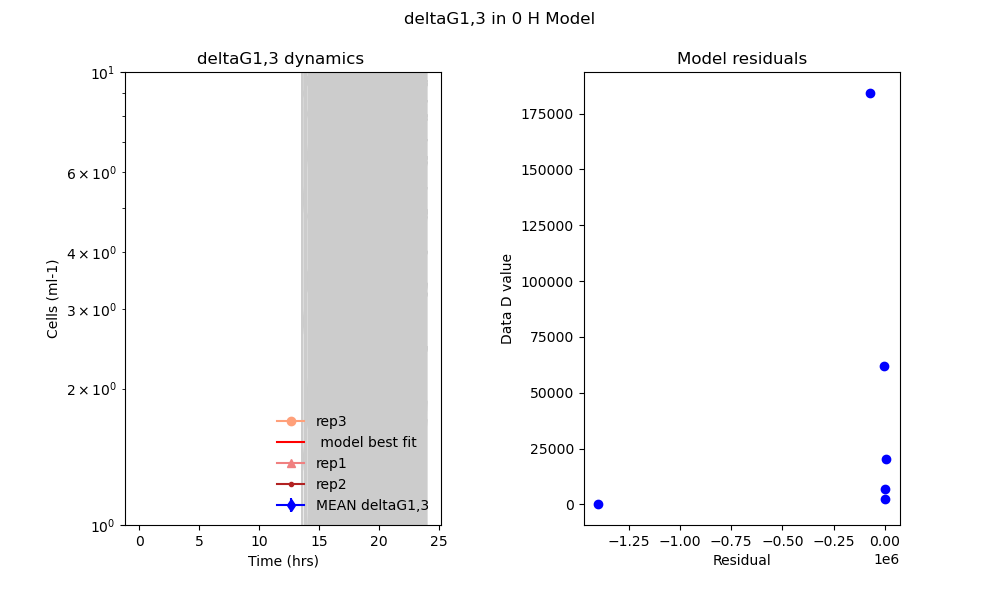 deltaG1,3 in 0 H Model
deltaG1,3 dynamics
Cells (ml-1)
10¹
6 × 10⁰
4 × 10⁰
3 × 10⁰
2 × 10⁰
10⁰
rep3
model best fit
rep1
rep2
MEAN deltaG1,3
0 5 10 15 20 25
Time (hrs)
Model residuals
Data D value
175000
150000
125000
100000
75000
50000
25000
0
−1.25 −1.00 −0.75 −0.50 −0.25 0.00
1e6
Residual